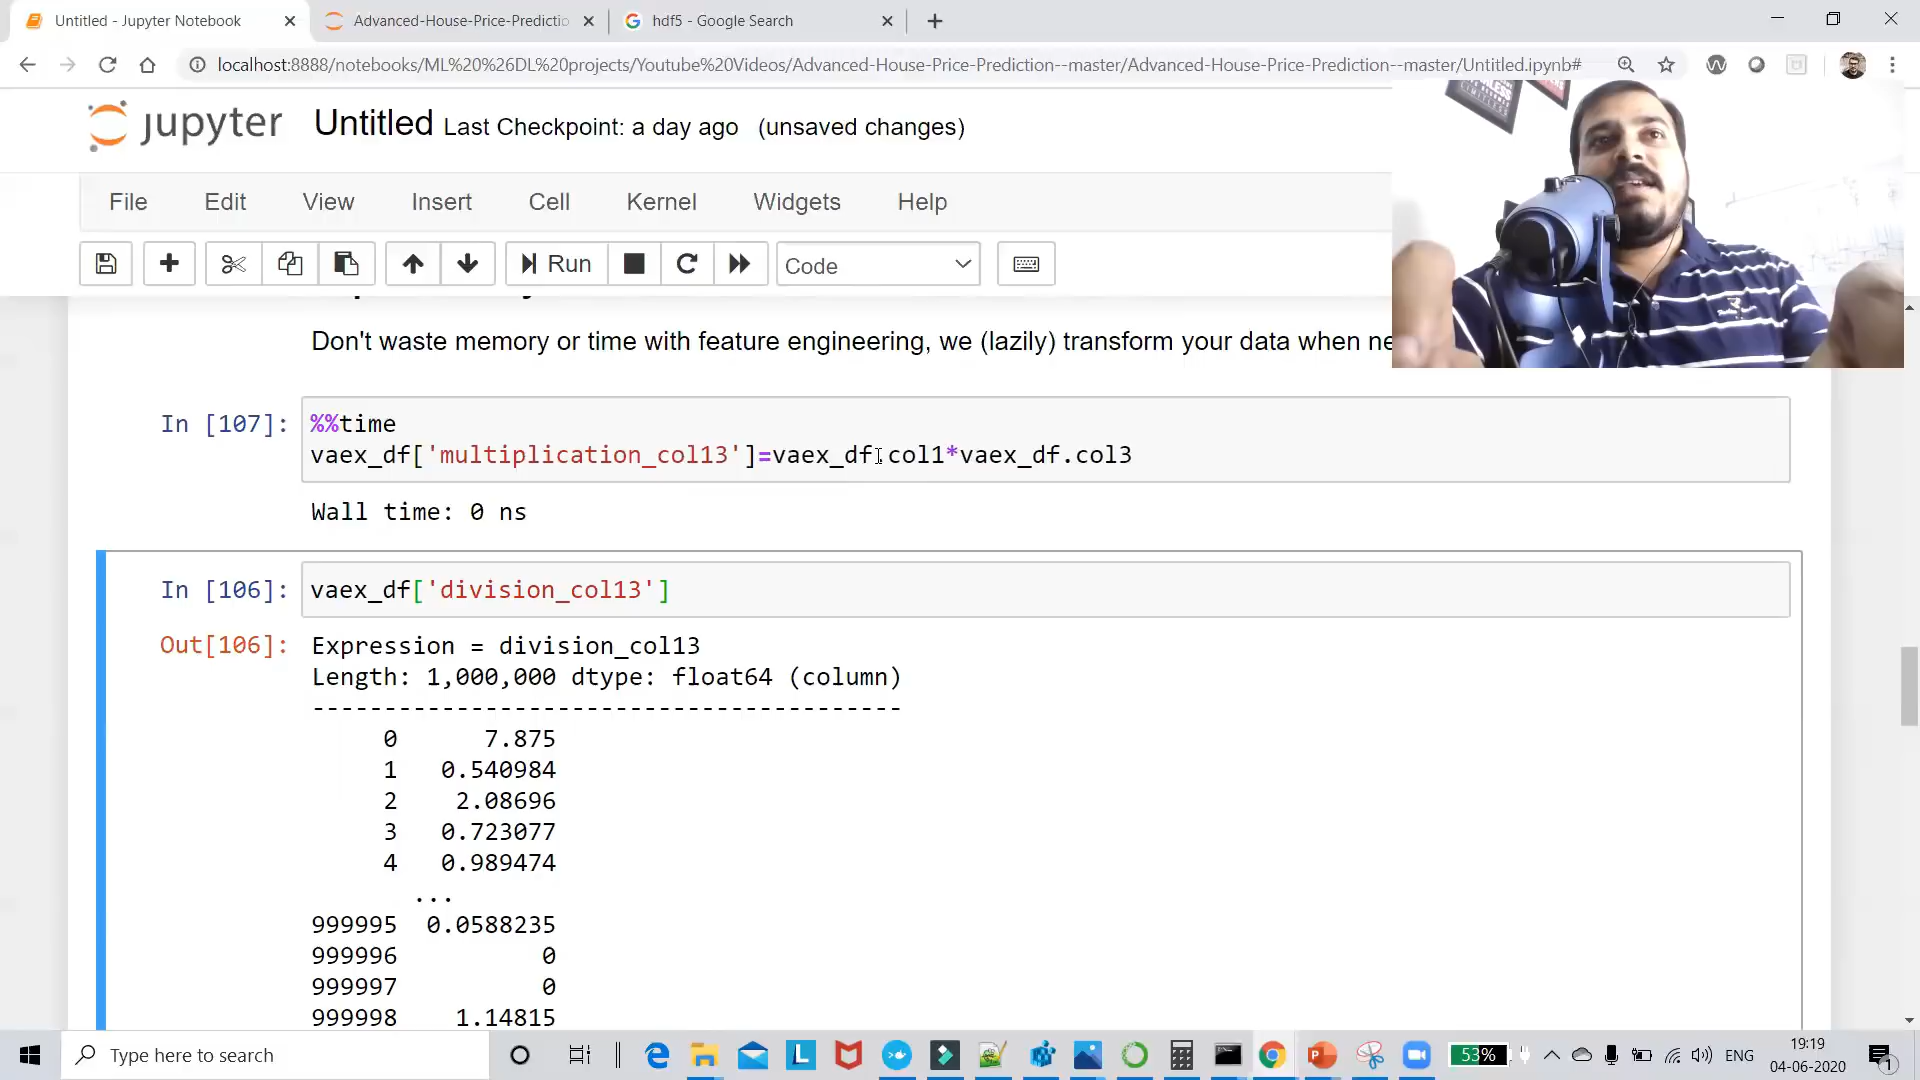 Untitled - Jupyter Notebook
Advanced-House-Price-Predictio
hdf5 - Google Search
localhost:8888/notebooks/ML%20%26DL%20projects/Youtube%20Videos/Advanced-House-Price-Prediction--master/Advanced-House-Price-Prediction--master/Untitled.ipynb#
jupyter Untitled Last Checkpoint: a day ago (unsaved changes)
File Edit View Insert Cell Kernel Widgets Help
Run Code
Don't waste memory or time with feature engineering, we (lazily) transform your data when ne
In [107]: %%time
vaex_df['multiplication_col13']=vaex_df.col1*vaex_df.col3
Wall time: 0 ns
In [106]: vaex_df['division_col13']
Out[106]: Expression = division_col13
Length: 1,000,000 dtype: float64 (column)
-----------------------------------------
0 7.875
1 0.540984
2 2.08696
3 0.723077
4 0.989474
...
999995 0.0588235
999996 0
999997 0
999998 1.14815
Type here to search
53%
ENG
19:19
04-06-2020
1